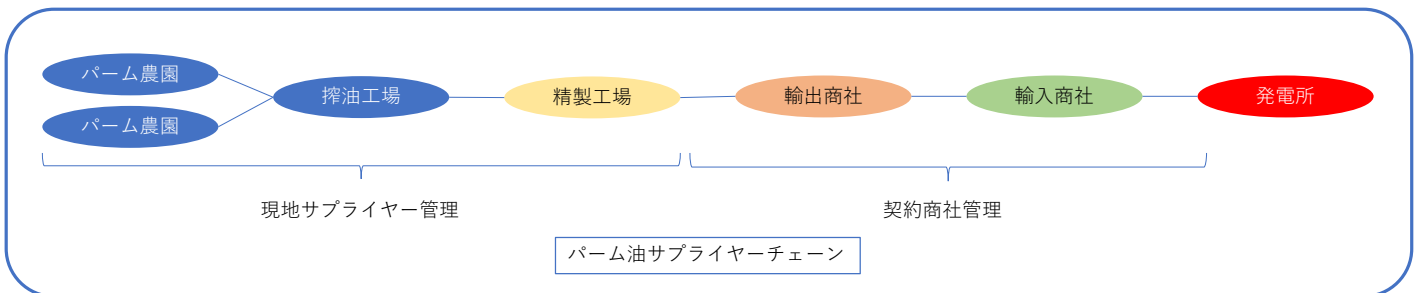 パーム農園
パーム農園
搾油工場
精製工場
輸出商社
輸入商社
発電所
現地サプライヤー管理
契約商社管理
パーム油サプライヤーチェーン